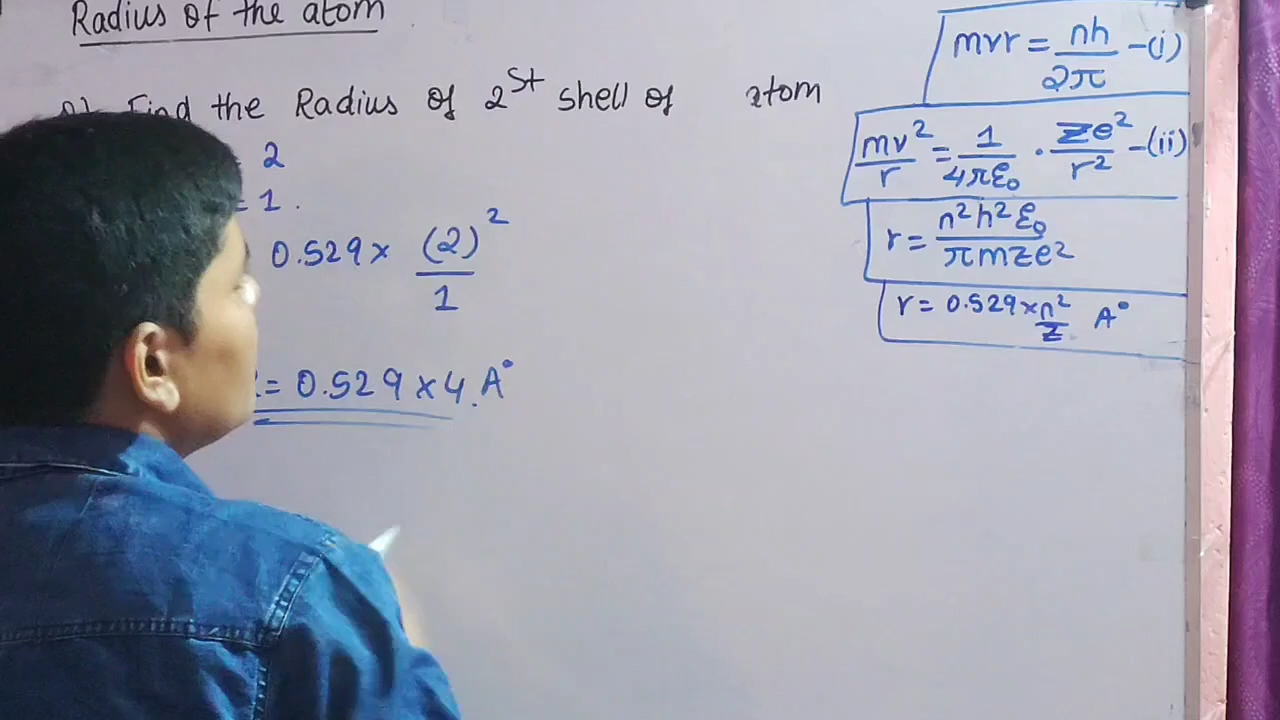 Radius of the atom
Find the Radius of 2st shell of atom
= 2
= 1.
0.529 × (2)² / 1
= 0.529 × 4 A°
mvr = nh / 2π -(i)
mv² / r = 1 / 4πε₀ · Ze² / r² -(ii)
r = n²h²ε₀ / πmze²
r = 0.529 × n² / Z A°